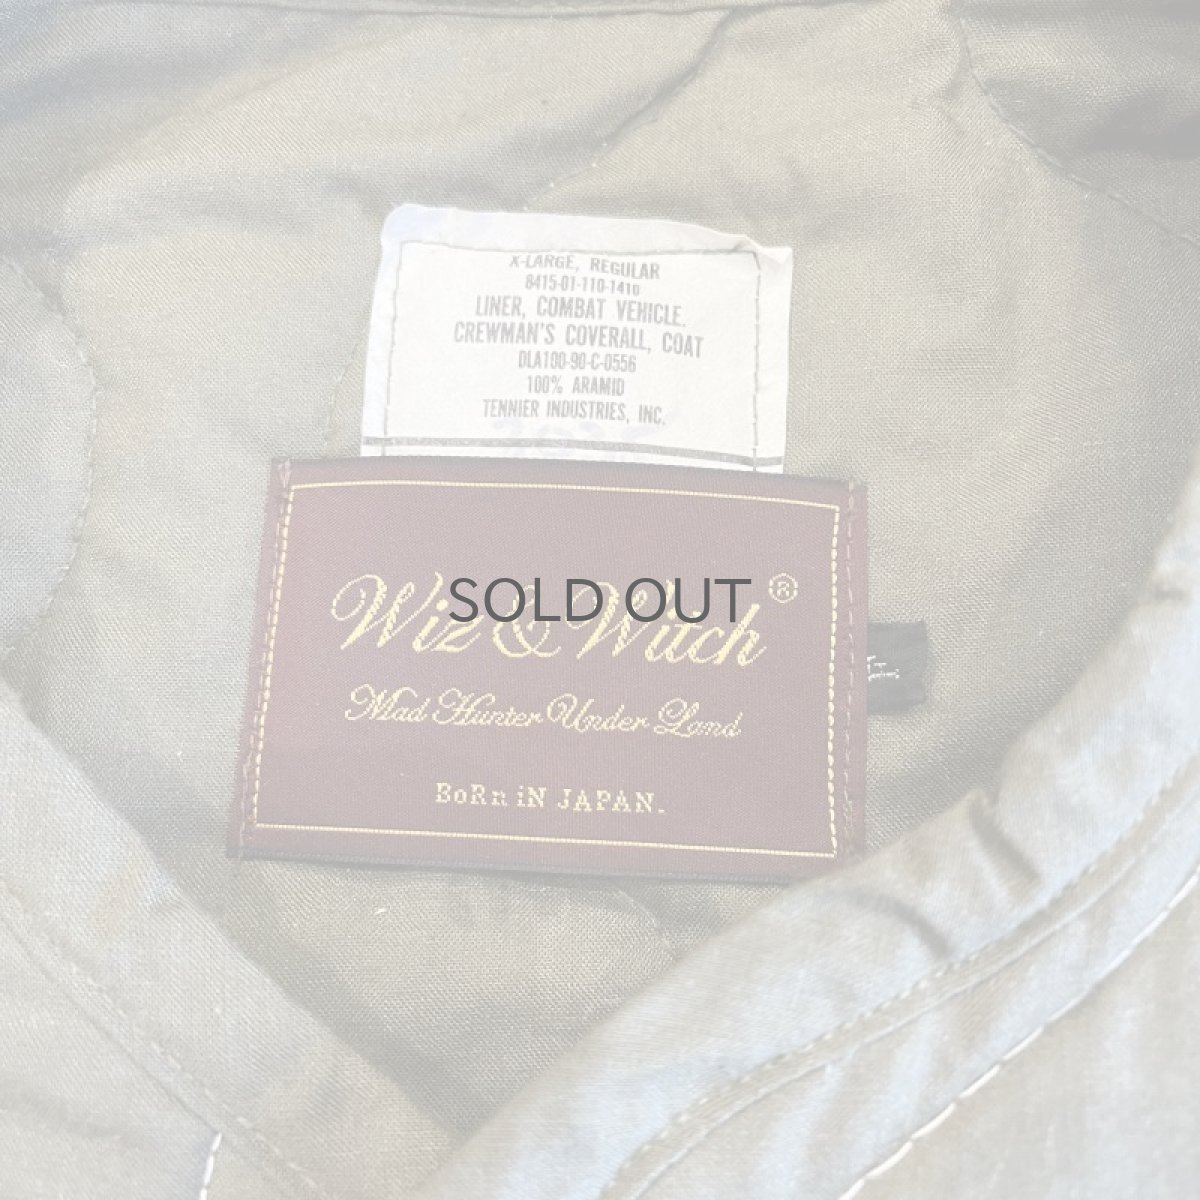 X-LARGE, REGULAR
8415-01-110-1410
LINER, COMBAT VEHICLE.
CREWMAN'S COVERALL, COAT
DLA100-90-C-0556
100% ARAMID
TENNIER INDUSTRIES, INC.
Wiz & Witch ®
SOLD OUT
Mad Hunter Under Land
BoRn iN JAPAN.